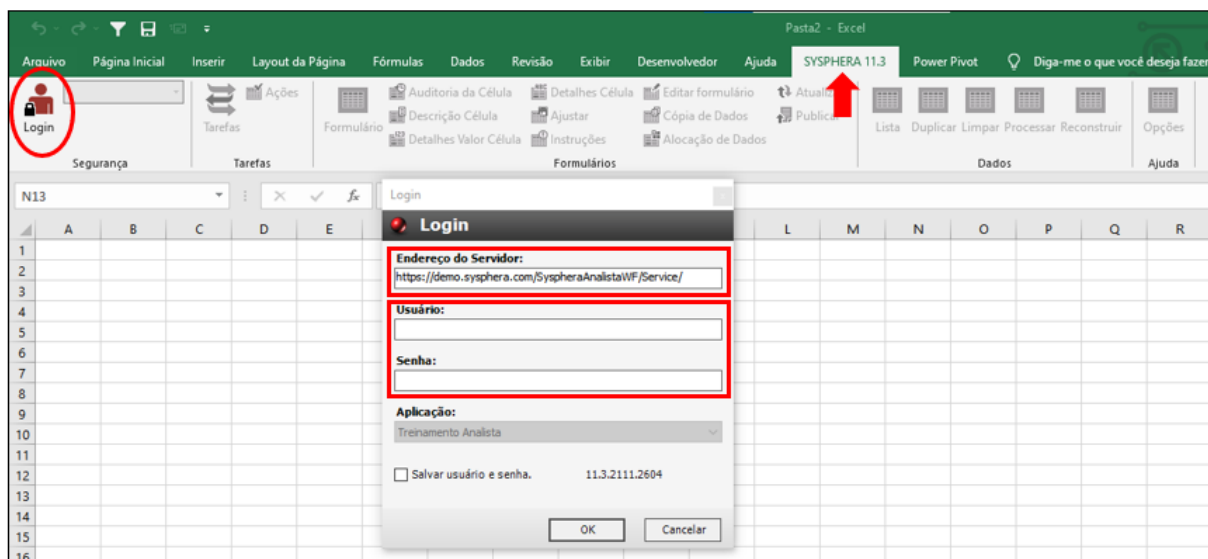 Pasta2 - Excel
Arquivo Página Inicial Inserir Layout da Página Fórmulas Dados Revisão Exibir Desenvolvedor Ajuda SYSPHERA 11.3 Power Pivot Diga-me o que você deseja fazer
Ações Auditoria da Célula Detalhes Célula Editar formulário
Descrição Célula Ajustar Cópia de Dados Publicar
Login Tarefas Formulário Lista Duplicar Limpar Processar Reconstruir Opções
Detalhes Valor Célula Instruções Alocação de Dados
Segurança Tarefas Formulários Dados Ajuda
N13 fx Login
Login
A B C D E L M N O P Q R
1
Endereço do Servidor:
2
https://demo.sysphera.com/SyspheraAnalistaWF/Service/
3
4
Usuário:
5
6
Senha:
7
8
9
Aplicação:
10
Treinamento Analista
11
12
Salvar usuário e senha. 11.3.2111.2604
13
14
15
OK Cancelar
16